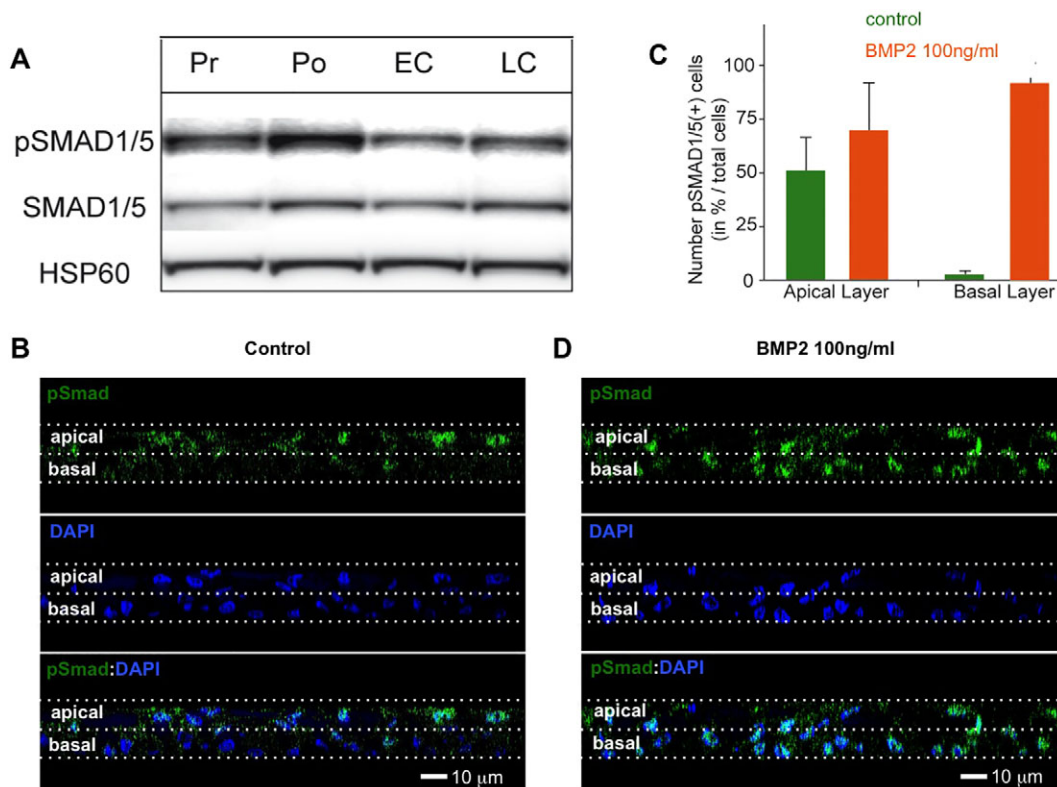 A
Pr Po EC LC
pSMAD1/5
SMAD1/5
HSP60
C
control
BMP2 100ng/ml
Number pSMAD1/5(+) cells
(in % / total cells)
100
75
50
25
0
Apical Layer Basal Layer
B
Control
pSmad
apical
basal
DAPI
apical
basal
pSmad:DAPI
apical
basal
10 µm
D
BMP2 100ng/ml
pSmad
apical
basal
DAPI
apical
basal
pSmad:DAPI
apical
basal
10 µm